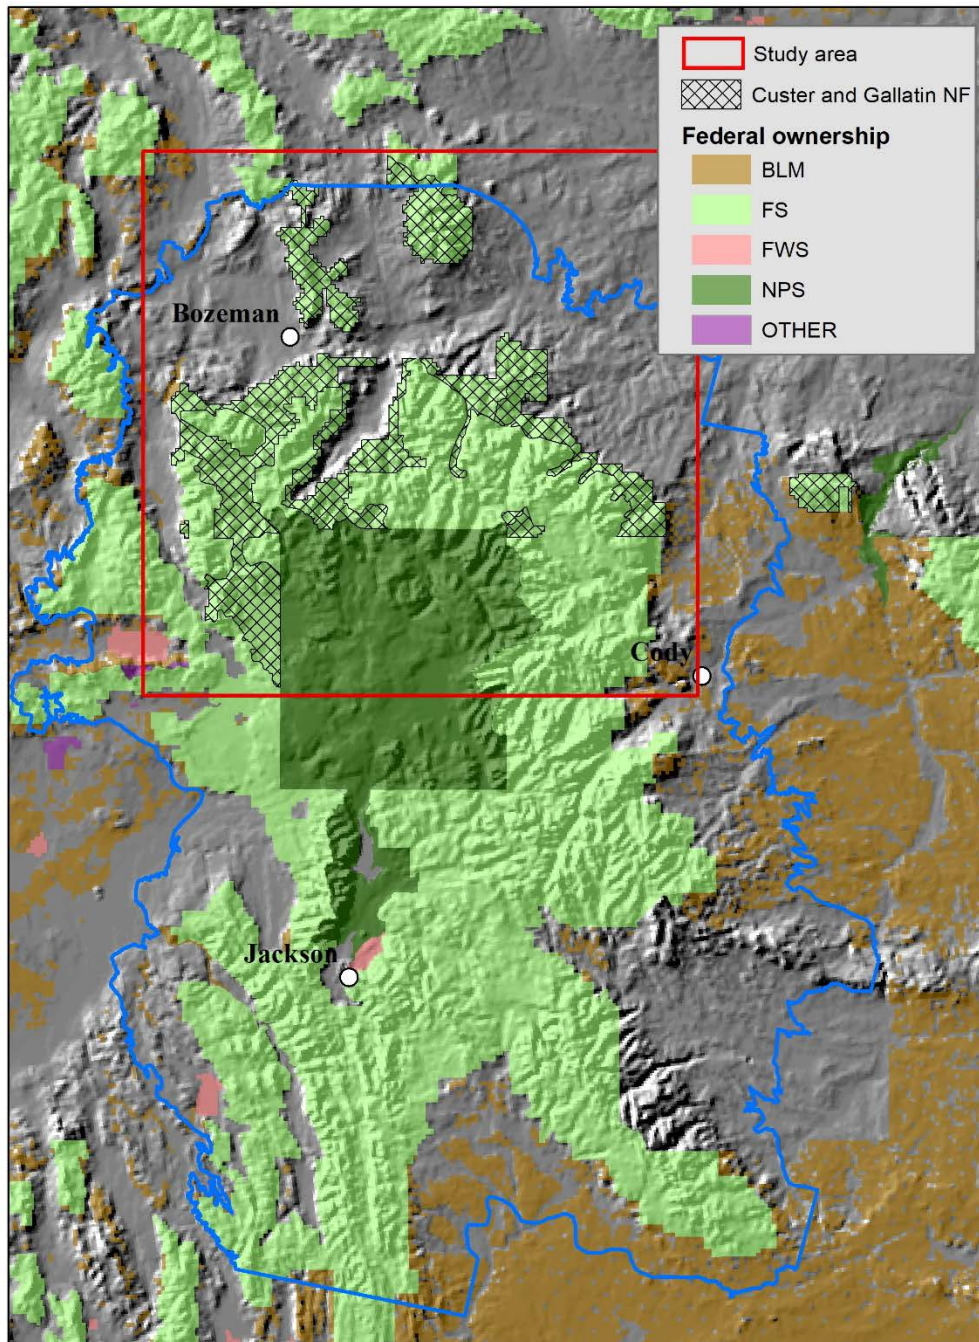 Study area
Custer and Gallatin NF
Federal ownership
BLM
FS
FWS
NPS
OTHER
Bozeman
Cody
Jackson